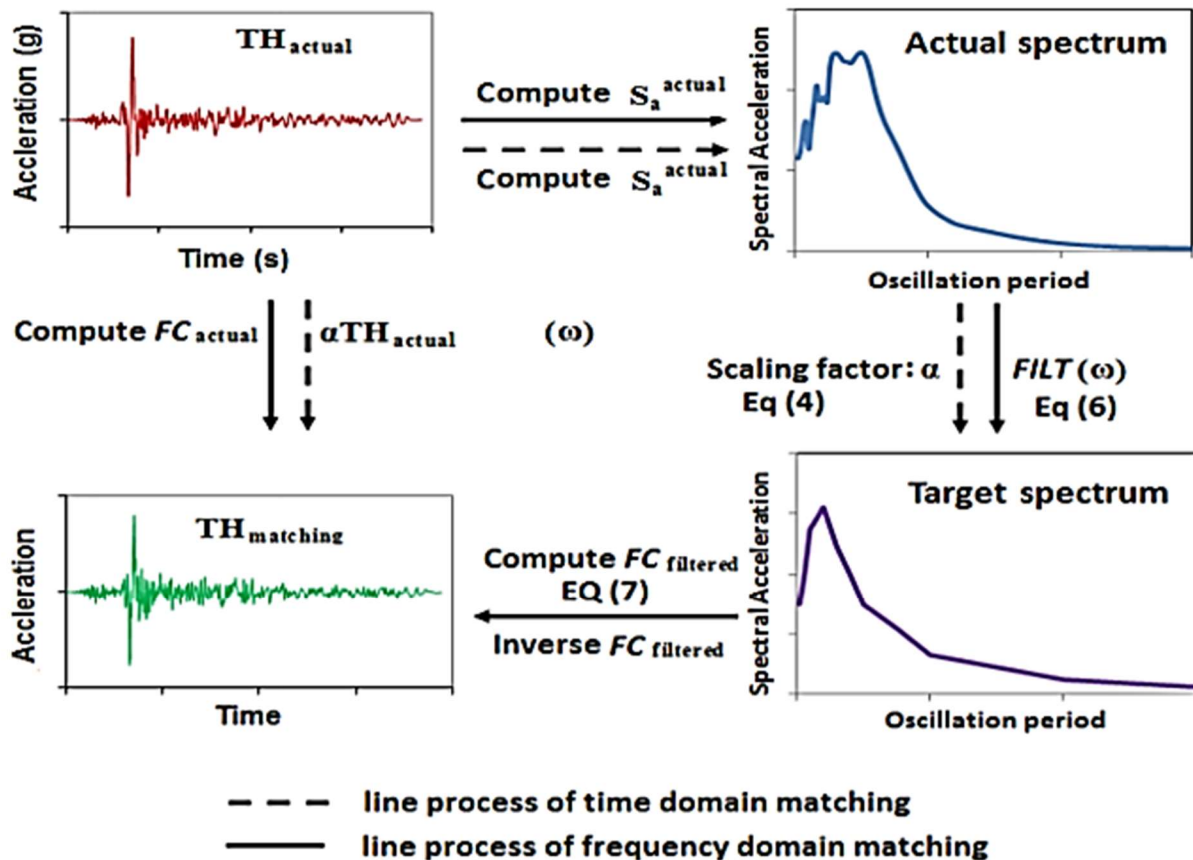 TH actual
Accleration (g)
Time (s)
Compute Sₐ^actual
Compute Sₐ^actual
Actual spectrum
Spectral Acceleration
Oscillation period
Compute FC actual
αTH actual
(ω)
Scaling factor: α
Eq (4)
FILT (ω)
Eq (6)
TH matching
Accleration
Time
Compute FC filtered
EQ (7)
Inverse FC filtered
Target spectrum
Spectral Acceleration
Oscillation period
line process of time domain matching
line process of frequency domain matching